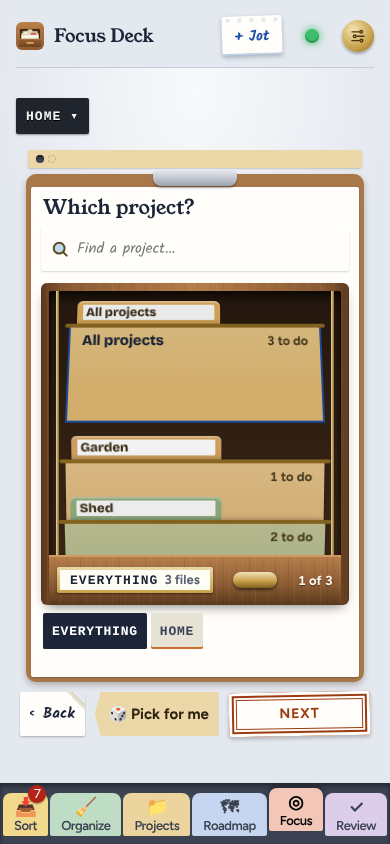 Focus Deck
+ Jot
HOME ▾
Which project?
Find a project...
All projects
All projects 3 to do
Garden
1 to do
Shed
2 to do
EVERYTHING 3 files
1 of 3
EVERYTHING HOME
‹ Back
Pick for me
NEXT
7
Sort Organize Projects Roadmap Focus Review